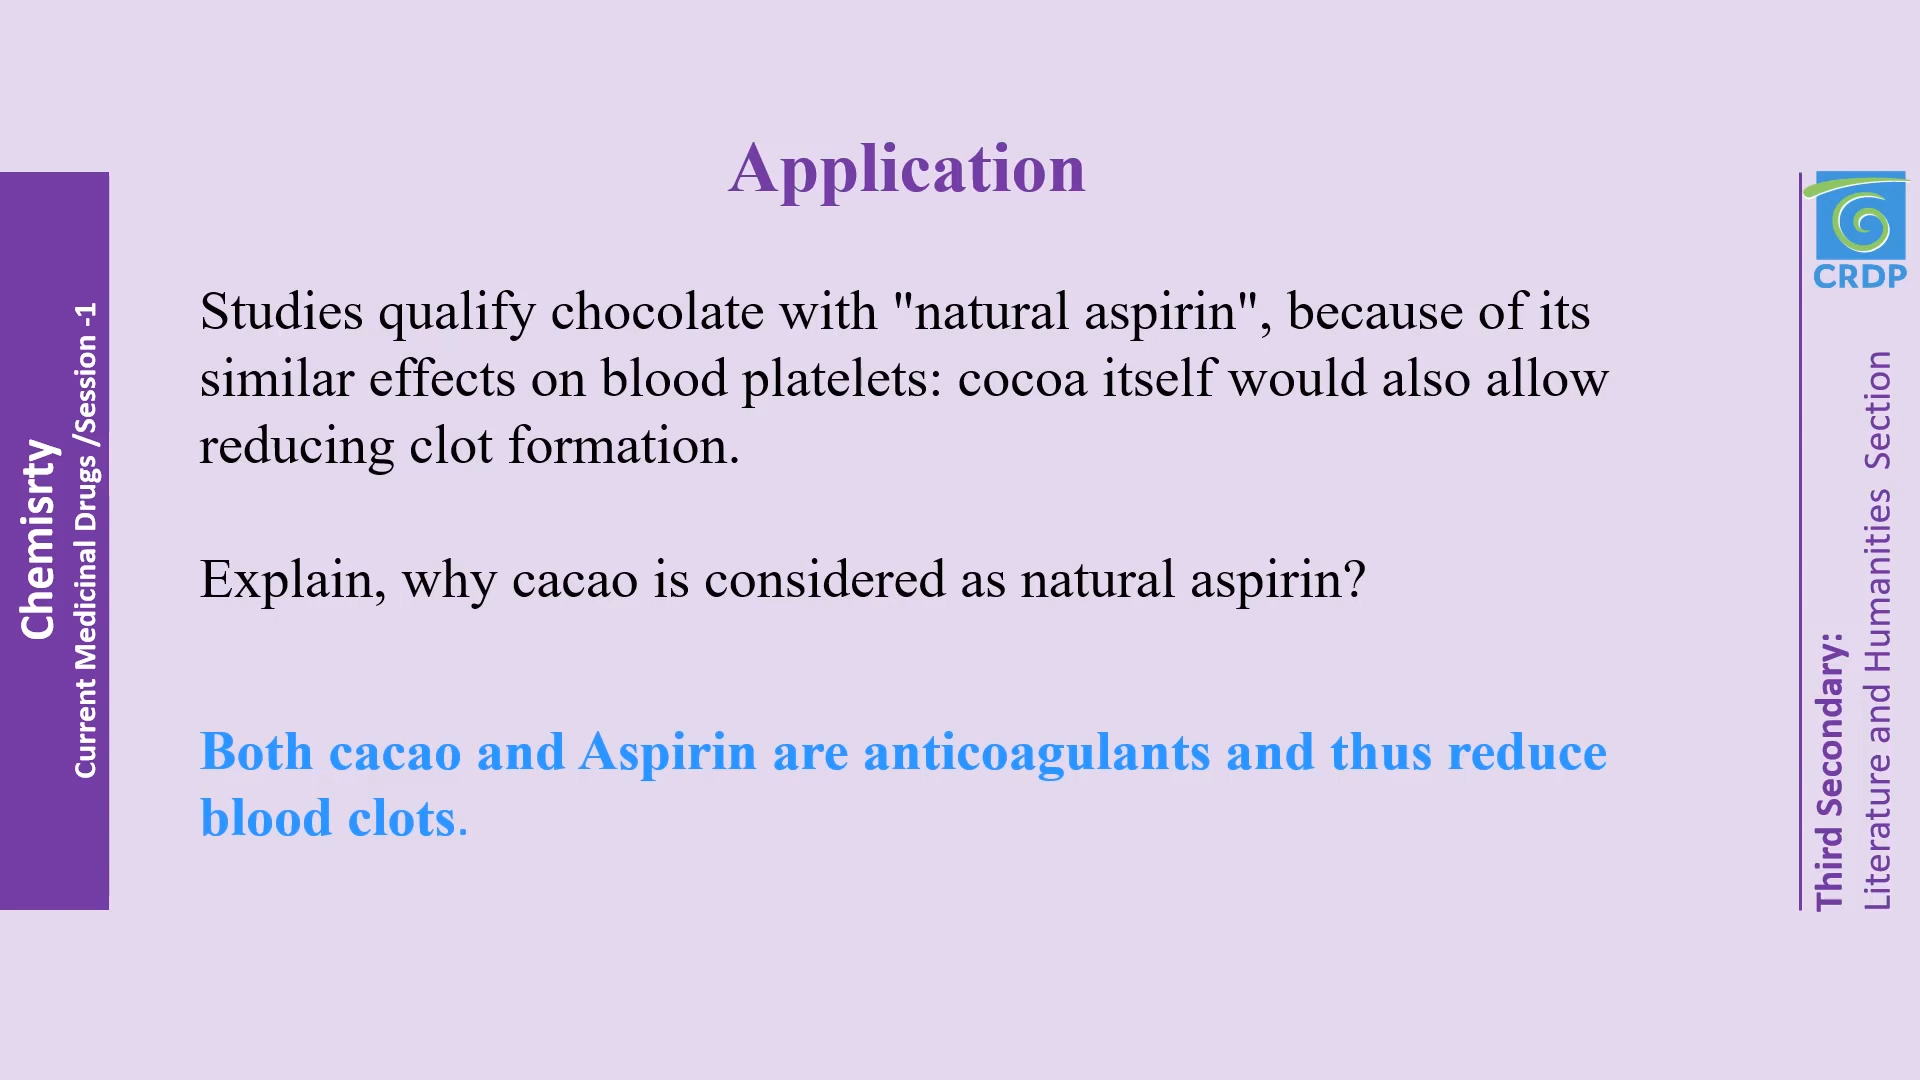 Application
Studies qualify chocolate with "natural aspirin", because of its
similar effects on blood platelets: cocoa itself would also allow
reducing clot formation.
Explain, why cacao is considered as natural aspirin?
Both cacao and Aspirin are anticoagulants and thus reduce
blood clots.
Chemisrty
Current Medicinal Drugs /Session -1
CRDP
Third Secondary:
Literature and Humanities Section